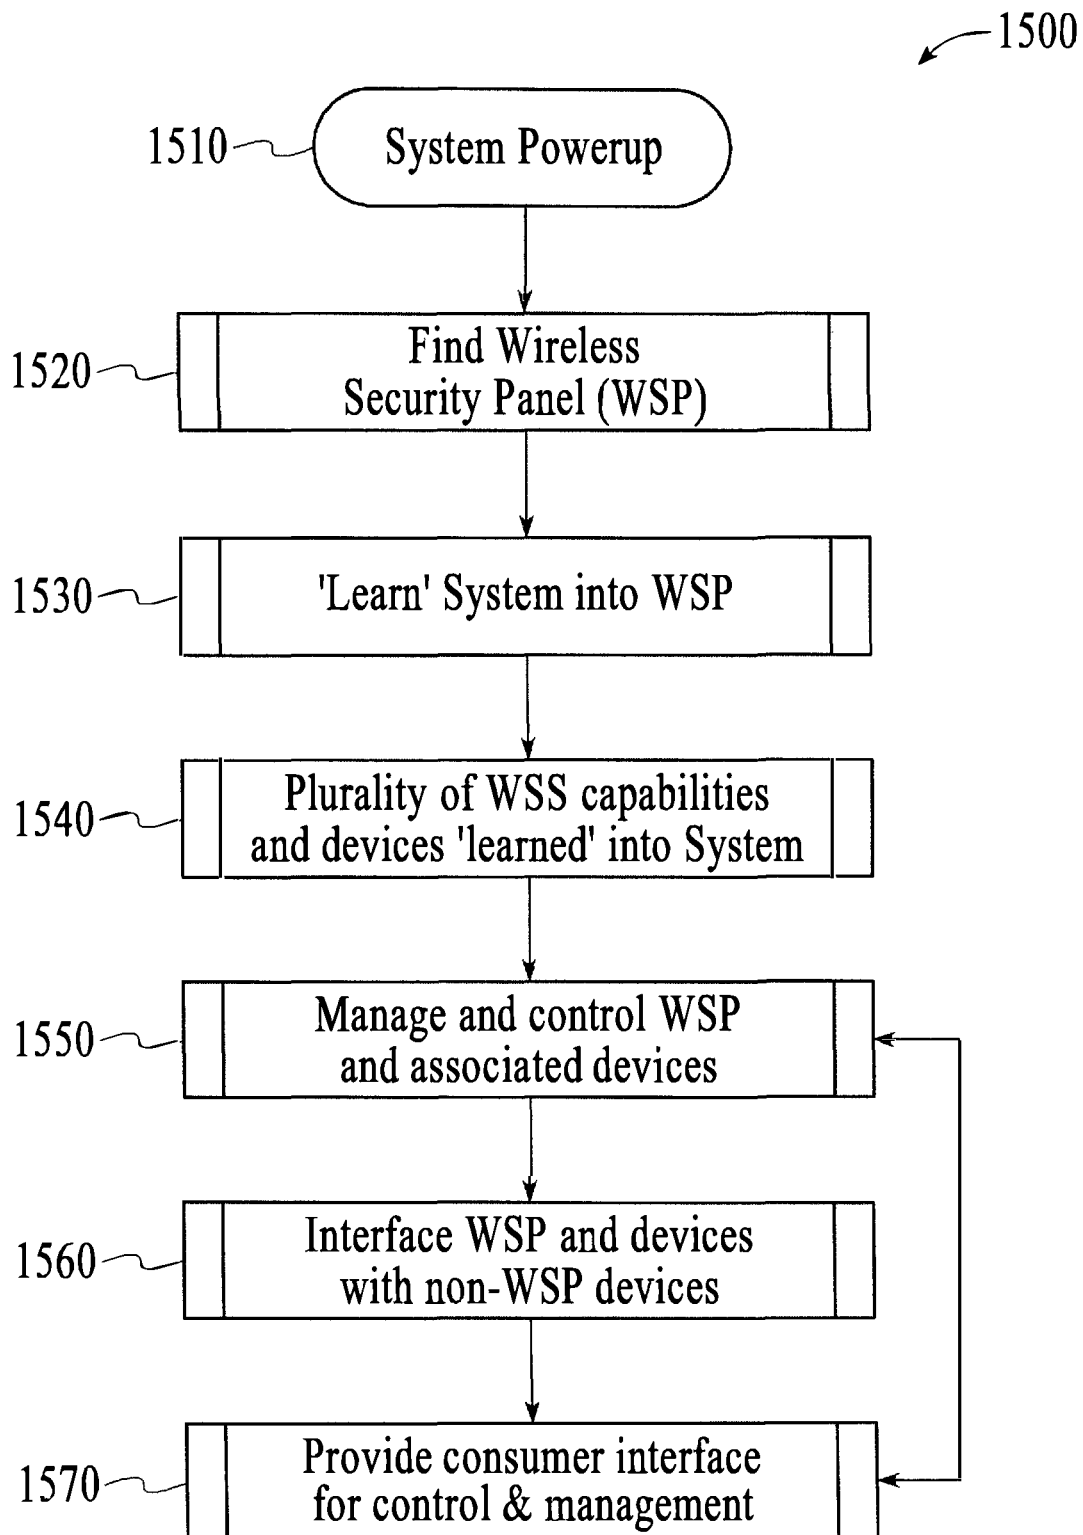 1500
1510
System Powerup
1520
Find Wireless
Security Panel (WSP)
1530
'Learn' System into WSP
1540
Plurality of WSS capabilities
and devices 'learned' into System
1550
Manage and control WSP
and associated devices
1560
Interface WSP and devices
with non-WSP devices
1570
Provide consumer interface
for control & management